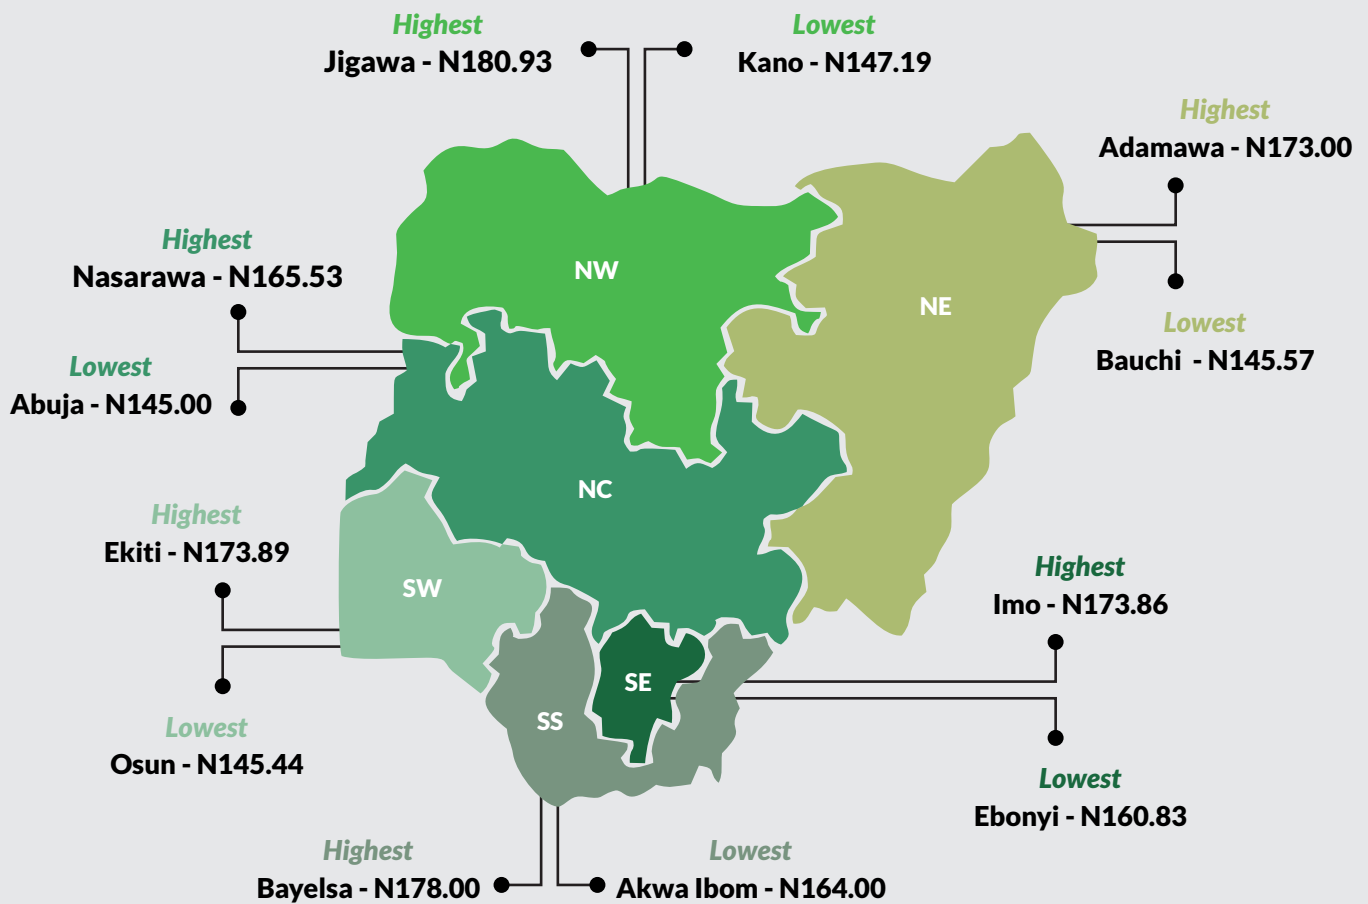 Highest
Jigawa - N180.93
Lowest
Kano - N147.19
Highest
Adamawa - N173.00
Highest
Nasarawa - N165.53
NW
NE
Lowest
Bauchi - N145.57
Lowest
Abuja - N145.00
NC
Highest
Ekiti - N173.89
SW
Highest
Imo - N173.86
SE
SS
Lowest
Osun - N145.44
Lowest
Ebonyi - N160.83
Highest
Bayelsa - N178.00
Lowest
Akwa Ibom - N164.00